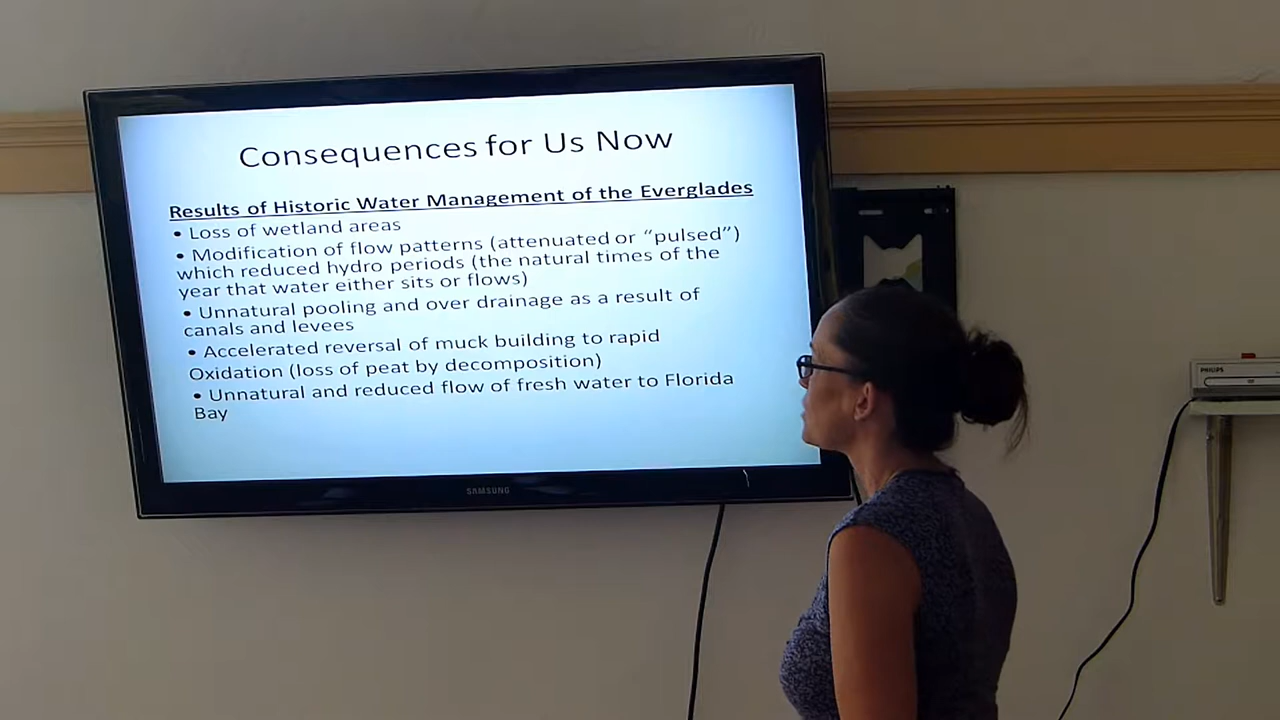 Consequences for Us Now
Results of Historic Water Management of the Everglades
• Loss of wetland areas
• Modification of flow patterns (attenuated or “pulsed”)
which reduced hydro periods (the natural times of the
year that water either sits or flows)
• Unnatural pooling and over drainage as a result of
canals and levees
• Accelerated reversal of muck building to rapid
Oxidation (loss of peat by decomposition)
• Unnatural and reduced flow of fresh water to Florida
Bay
SAMSUNG
PHILIPS